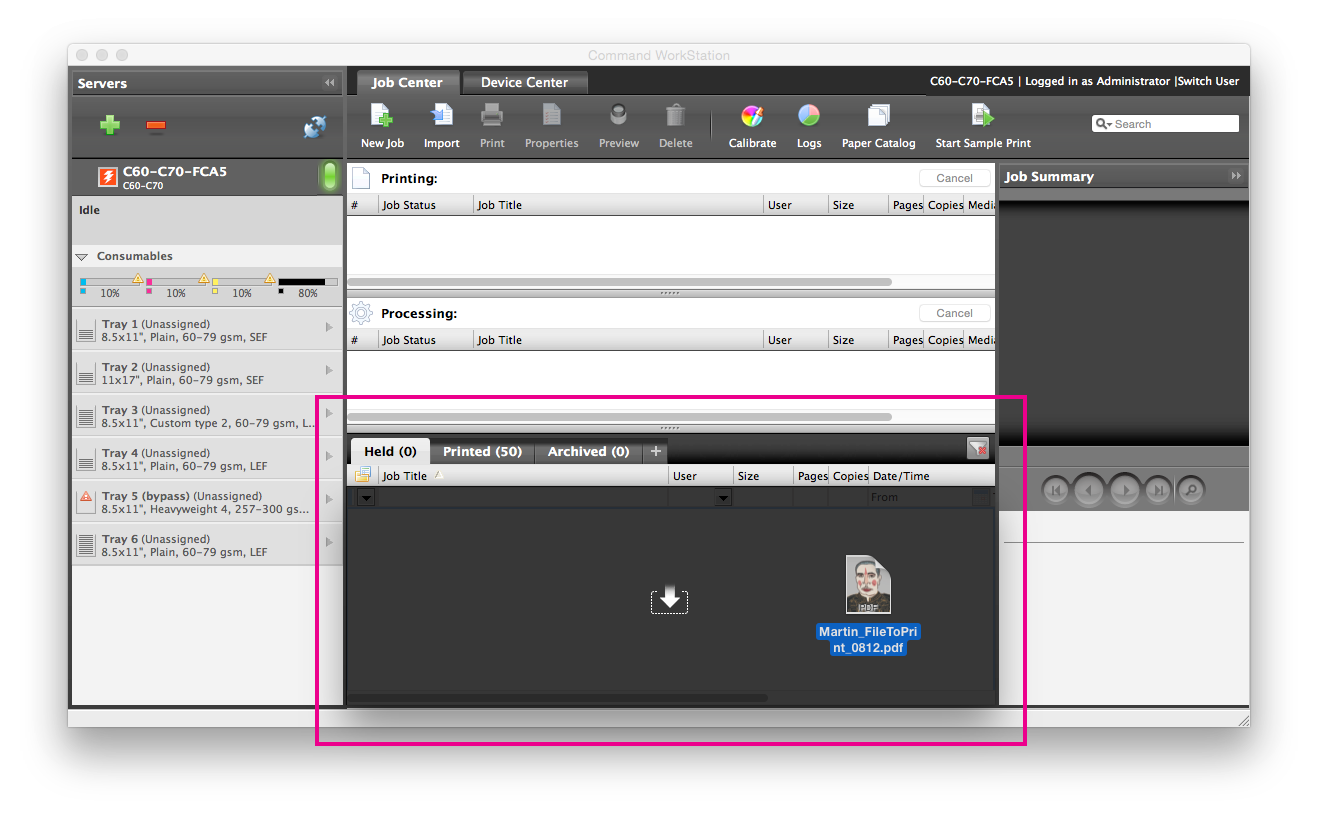 Command WorkStation
Servers
Job Center
Device Center
C60-C70-FCA5 | Logged in as Administrator |Switch User
New Job
Import
Print
Properties
Preview
Delete
Calibrate
Logs
Paper Catalog
Start Sample Print
Search
C60-C70-FCA5
C60-C70
Idle
Consumables
10%
10%
10%
80%
Tray 1 (Unassigned)
8.5x11", Plain, 60-79 gsm, SEF
Tray 2 (Unassigned)
11x17", Plain, 60-79 gsm, SEF
Tray 3 (Unassigned)
8.5x11", Custom type 2, 60-79 gsm, L...
Tray 4 (Unassigned)
8.5x11", Plain, 60-79 gsm, LEF
Tray 5 (bypass) (Unassigned)
8.5x11", Heavyweight 4, 257-300 gs...
Tray 6 (Unassigned)
8.5x11", Plain, 60-79 gsm, LEF
Printing:
Cancel
# Job Status Job Title User Size Pages Copies Media
Processing:
Cancel
# Job Status Job Title User Size Pages Copies Media
Held (0)
Printed (50)
Archived (0)
+
Job Title User Size Pages Copies Date/Time
From
PDF
Martin_FileToPri
nt_0812.pdf
Job Summary